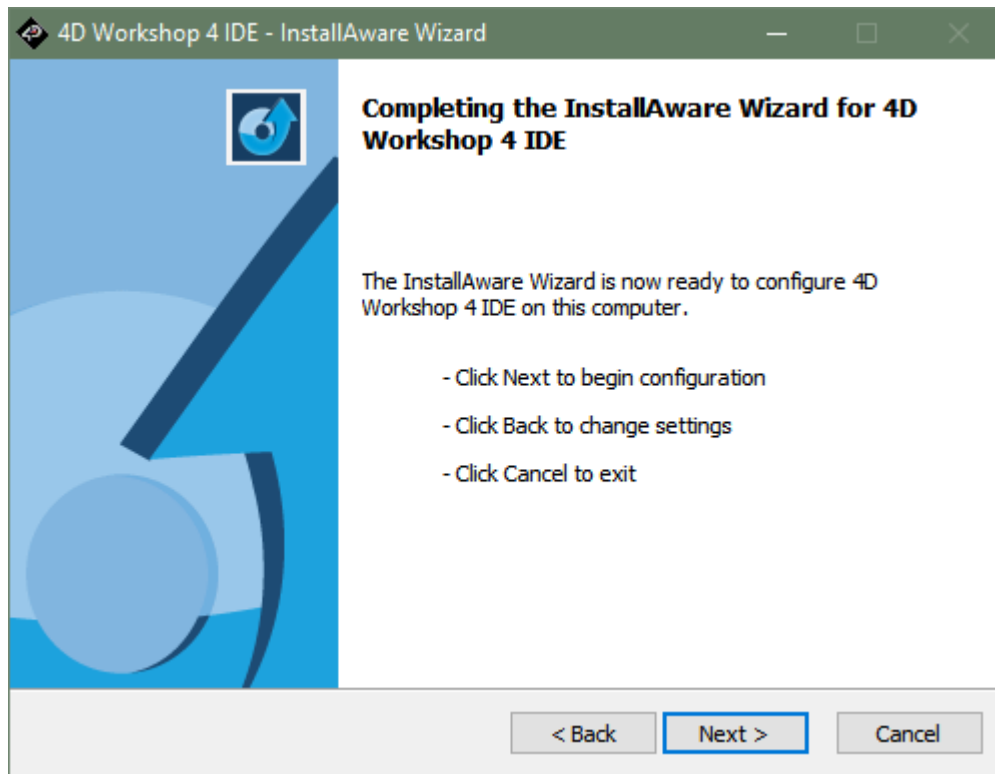 4D Workshop 4 IDE - InstallAware Wizard
Completing the InstallAware Wizard for 4D
Workshop 4 IDE
The InstallAware Wizard is now ready to configure 4D
Workshop 4 IDE on this computer.
- Click Next to begin configuration
- Click Back to change settings
- Click Cancel to exit
< Back Next > Cancel